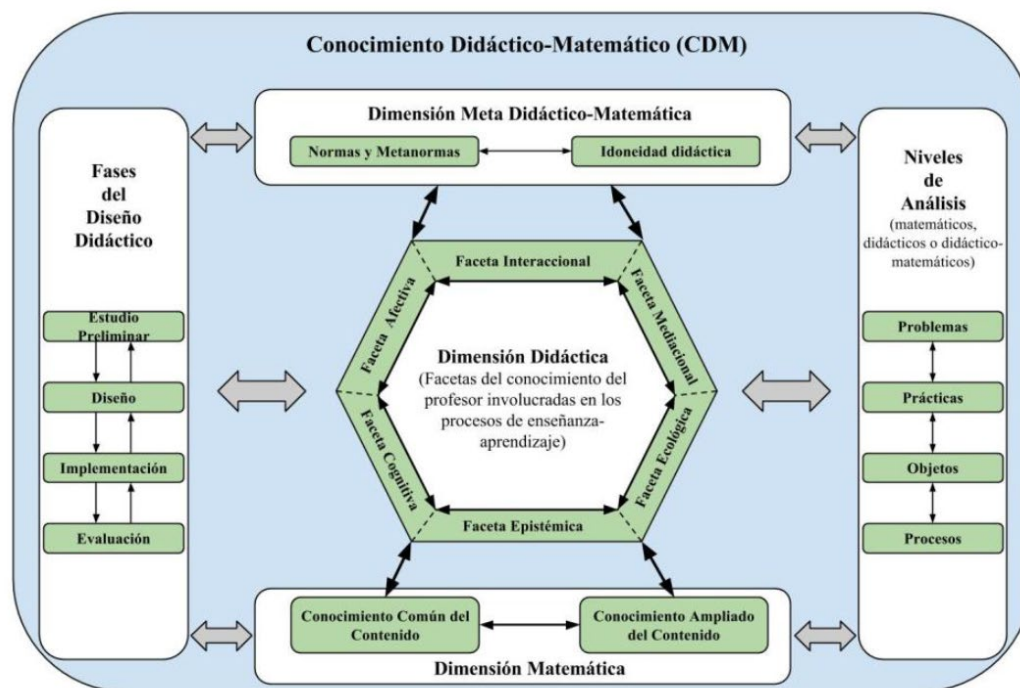 Conocimiento Didáctico-Matemático (CDM)
Dimensión Meta Didáctico-Matemática
Normas y Metanormas
Idoneidad didáctica
Fases
del
Diseño
Didáctico
Estudio
Preliminar
Diseño
Implementación
Evaluación
Faceta Interaccional
Faceta Afectiva
Faceta Mediacional
Dimensión Didáctica
(Facetas del conocimiento del
profesor involucradas en los
procesos de enseñanza-
aprendizaje)
Faceta Cognitiva
Faceta Ecológica
Faceta Epistémica
Niveles
de
Análisis
(matemáticos,
didácticos o didáctico-
matemáticos)
Problemas
Prácticas
Objetos
Procesos
Conocimiento Común del
Contenido
Conocimiento Ampliado
del Contenido
Dimensión Matemática